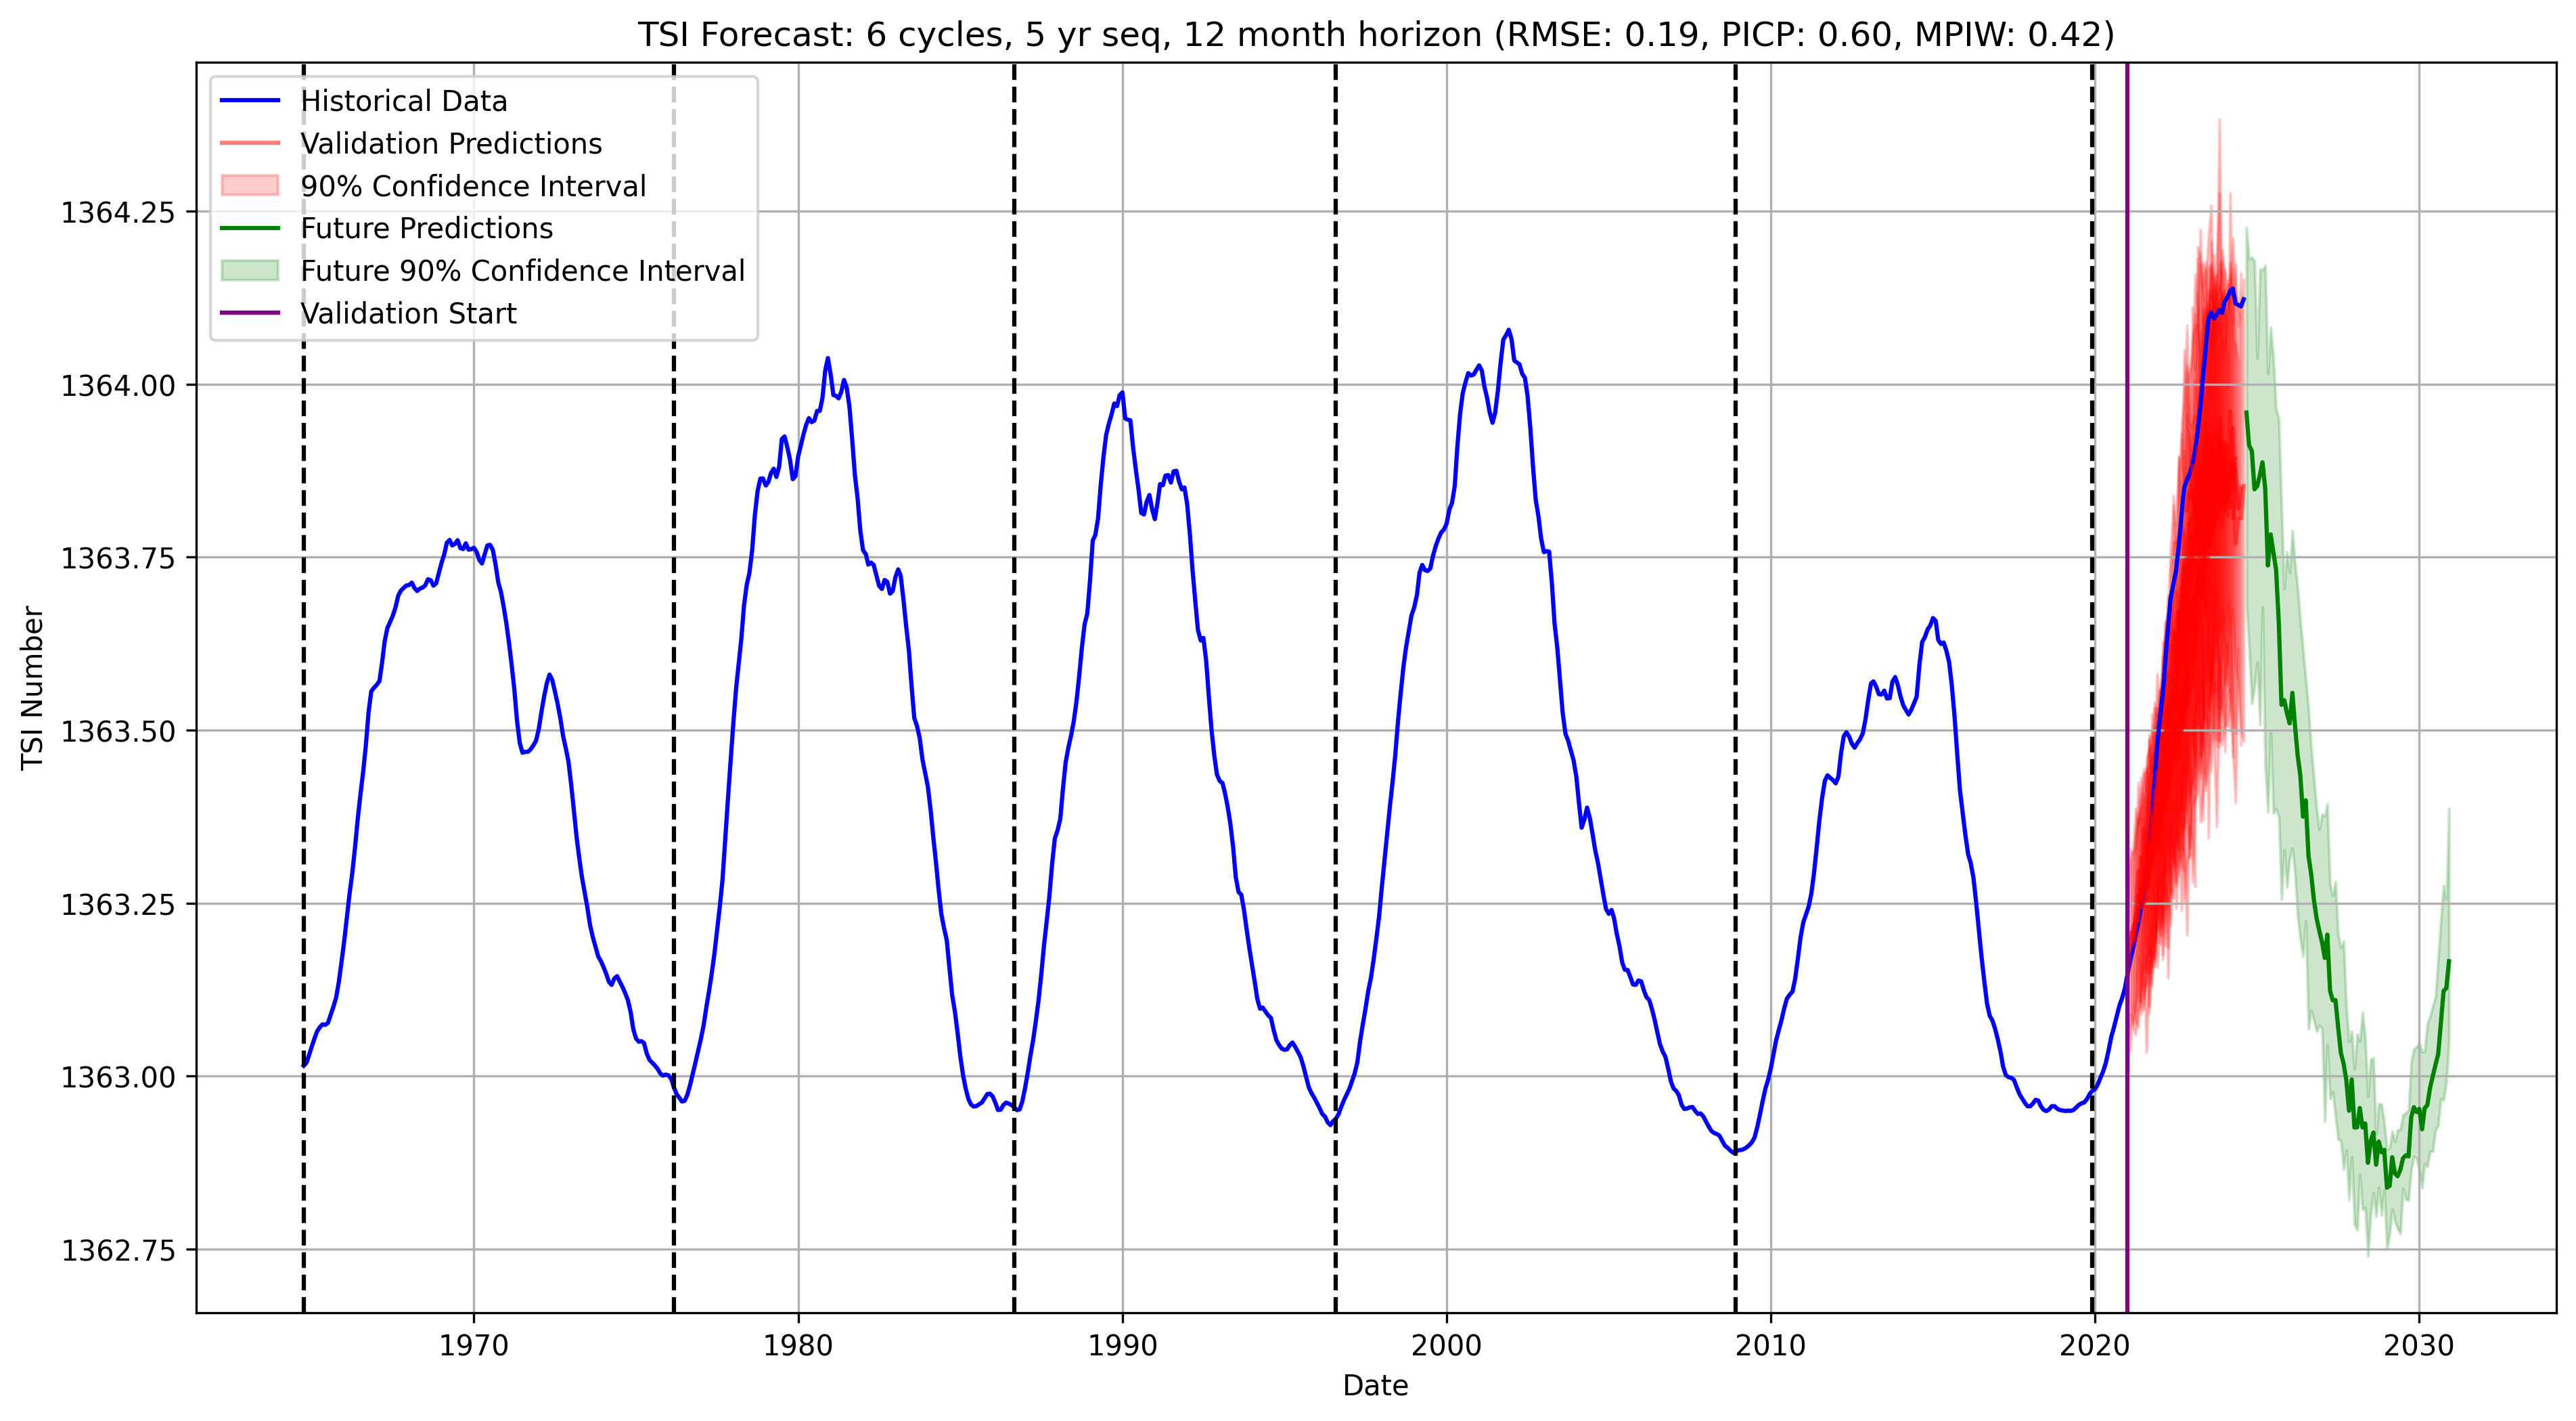 TSI Forecast: 6 cycles, 5 yr seq, 12 month horizon (RMSE: 0.19, PICP: 0.60, MPIW: 0.42)
Historical Data
Validation Predictions
90% Confidence Interval
Future Predictions
Future 90% Confidence Interval
Validation Start
TSI Number
1364.25
1364.00
1363.75
1363.50
1363.25
1363.00
1362.75
1970
1980
1990
2000
2010
2020
2030
Date